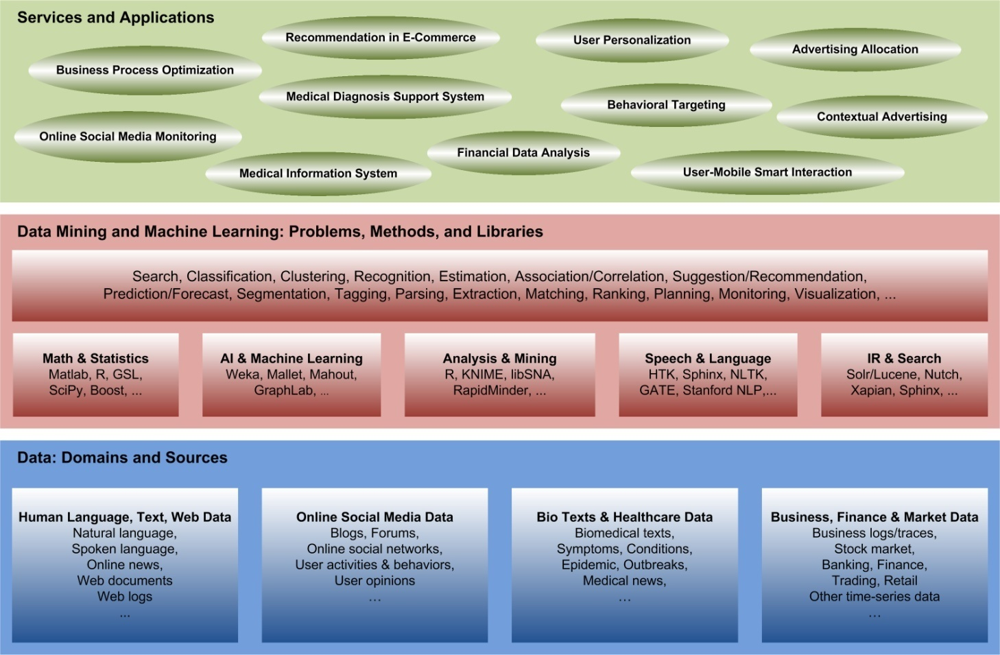 Services and Applications
Recommendation in E-Commerce
User Personalization
Advertising Allocation
Business Process Optimization
Medical Diagnosis Support System
Behavioral Targeting
Contextual Advertising
Online Social Media Monitoring
Financial Data Analysis
Medical Information System
User-Mobile Smart Interaction
Data Mining and Machine Learning: Problems, Methods, and Libraries
Search, Classification, Clustering, Recognition, Estimation, Association/Correlation, Suggestion/Recommendation,
Prediction/Forecast, Segmentation, Tagging, Parsing, Extraction, Matching, Ranking, Planning, Monitoring, Visualization, ...
Math & Statistics
Matlab, R, GSL,
SciPy, Boost, ...
AI & Machine Learning
Weka, Mallet, Mahout,
GraphLab, ...
Analysis & Mining
R, KNIME, libSNA,
RapidMinder, ...
Speech & Language
HTK, Sphinx, NLTK,
GATE, Stanford NLP,...
IR & Search
Solr/Lucene, Nutch,
Xapian, Sphinx, ...
Data: Domains and Sources
Human Language, Text, Web Data
Natural language,
Spoken language,
Online news,
Web documents
Web logs
...
Online Social Media Data
Blogs, Forums,
Online social networks,
User activities & behaviors,
User opinions
...
Bio Texts & Healthcare Data
Biomedical texts,
Symptoms, Conditions,
Epidemic, Outbreaks,
Medical news,
...
Business, Finance & Market Data
Business logs/traces,
Stock market,
Banking, Finance,
Trading, Retail
Other time-series data
...